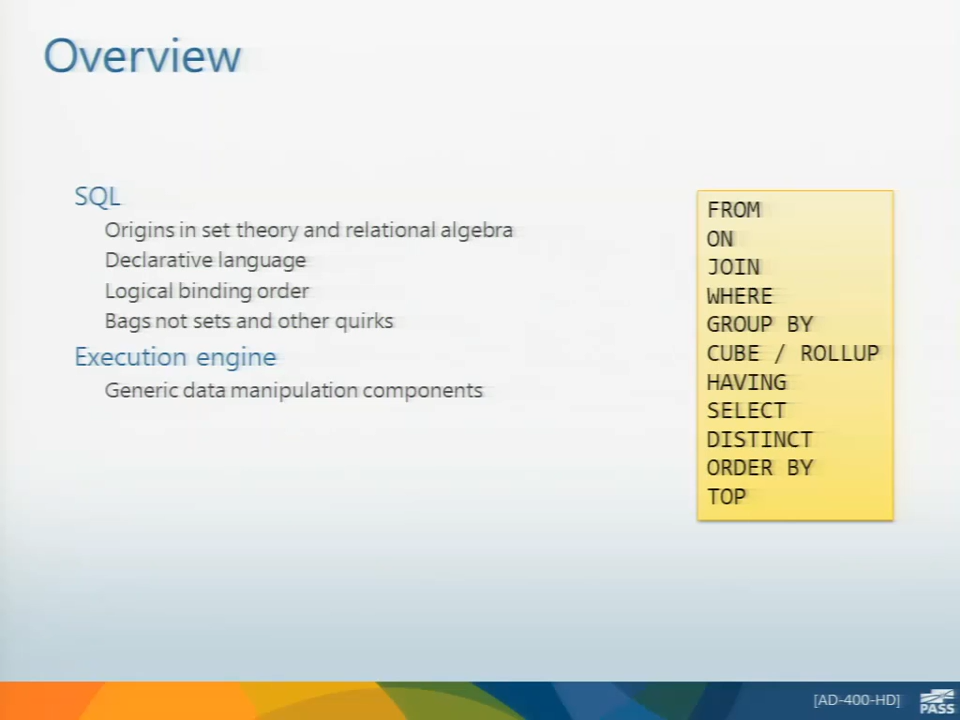 Overview
SQL
Origins in set theory and relational algebra
Declarative language
Logical binding order
Bags not sets and other quirks
Execution engine
Generic data manipulation components
FROM
ON
JOIN
WHERE
GROUP BY
CUBE / ROLLUP
HAVING
SELECT
DISTINCT
ORDER BY
TOP
[AD-400-HD]
PASS